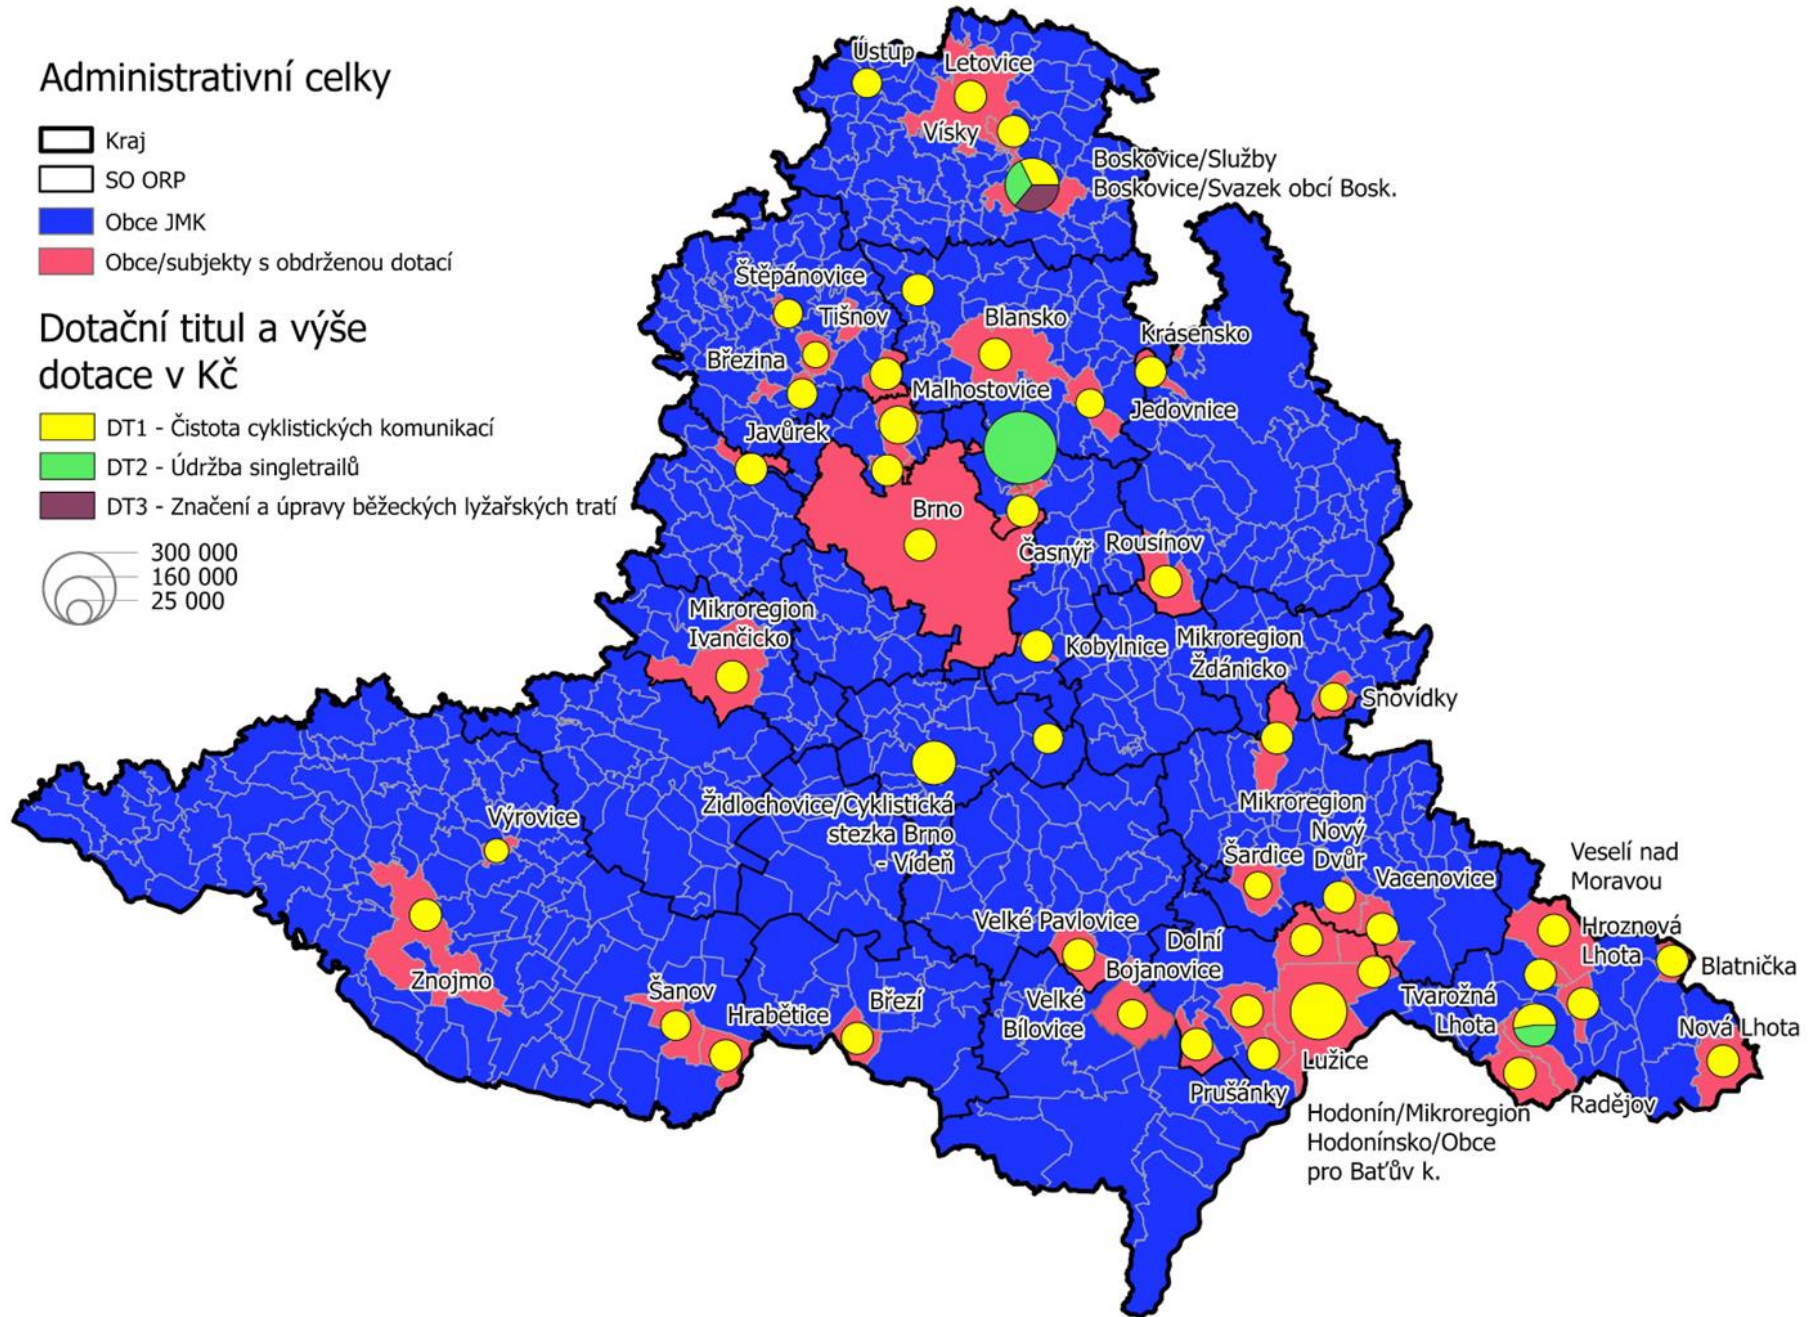 Administrativní celky
Kraj
SO ORP
Obce JMK
Obce/subjekty s obdrženou dotací
Dotační titul a výše
dotace v Kč
DT1 - Čistota cyklistických komunikací
DT2 - Údržba singletrailů
DT3 - Značení a úpravy běžeckých lyžařských tratí
300 000
160 000
25 000
Ústup
Letovice
Vísky
Boskovice/Služby
Boskovice/Svazek obcí Bosk.
Štěpánovice
Tišnov
Blansko
Krásensko
Březina
Malhostovice
Jedovnice
Javůrek
Brno
Časnýř
Rousínov
Mikroregion
Ivančicko
Kobylnice
Mikroregion
Ždánicko
Snovídky
Židlochovice/Cyklistická
stezka Brno
- Vídeň
Výrovice
Mikroregion
Nový
Dvůr
Šardice
Vacenovice
Veselí nad
Moravou
Velké Pavlovice
Dolní
Bojanovice
Hroznová
Lhota
Blatnička
Znojmo
Šanov
Hrabětice
Březí
Velké
Bílovice
Tvarožná
Lhota
Nová Lhota
Lužice
Prušánky
Radějov
Hodonín/Mikroregion
Hodonínsko/Obce
pro Baťův k.